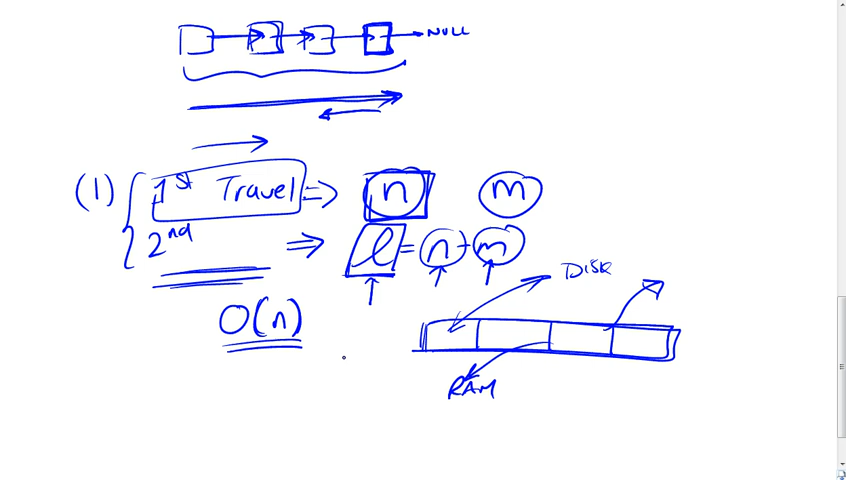 NULL
(1) 1st Travel => n m
2nd => l = n - m
DISK
O(n)
RAM